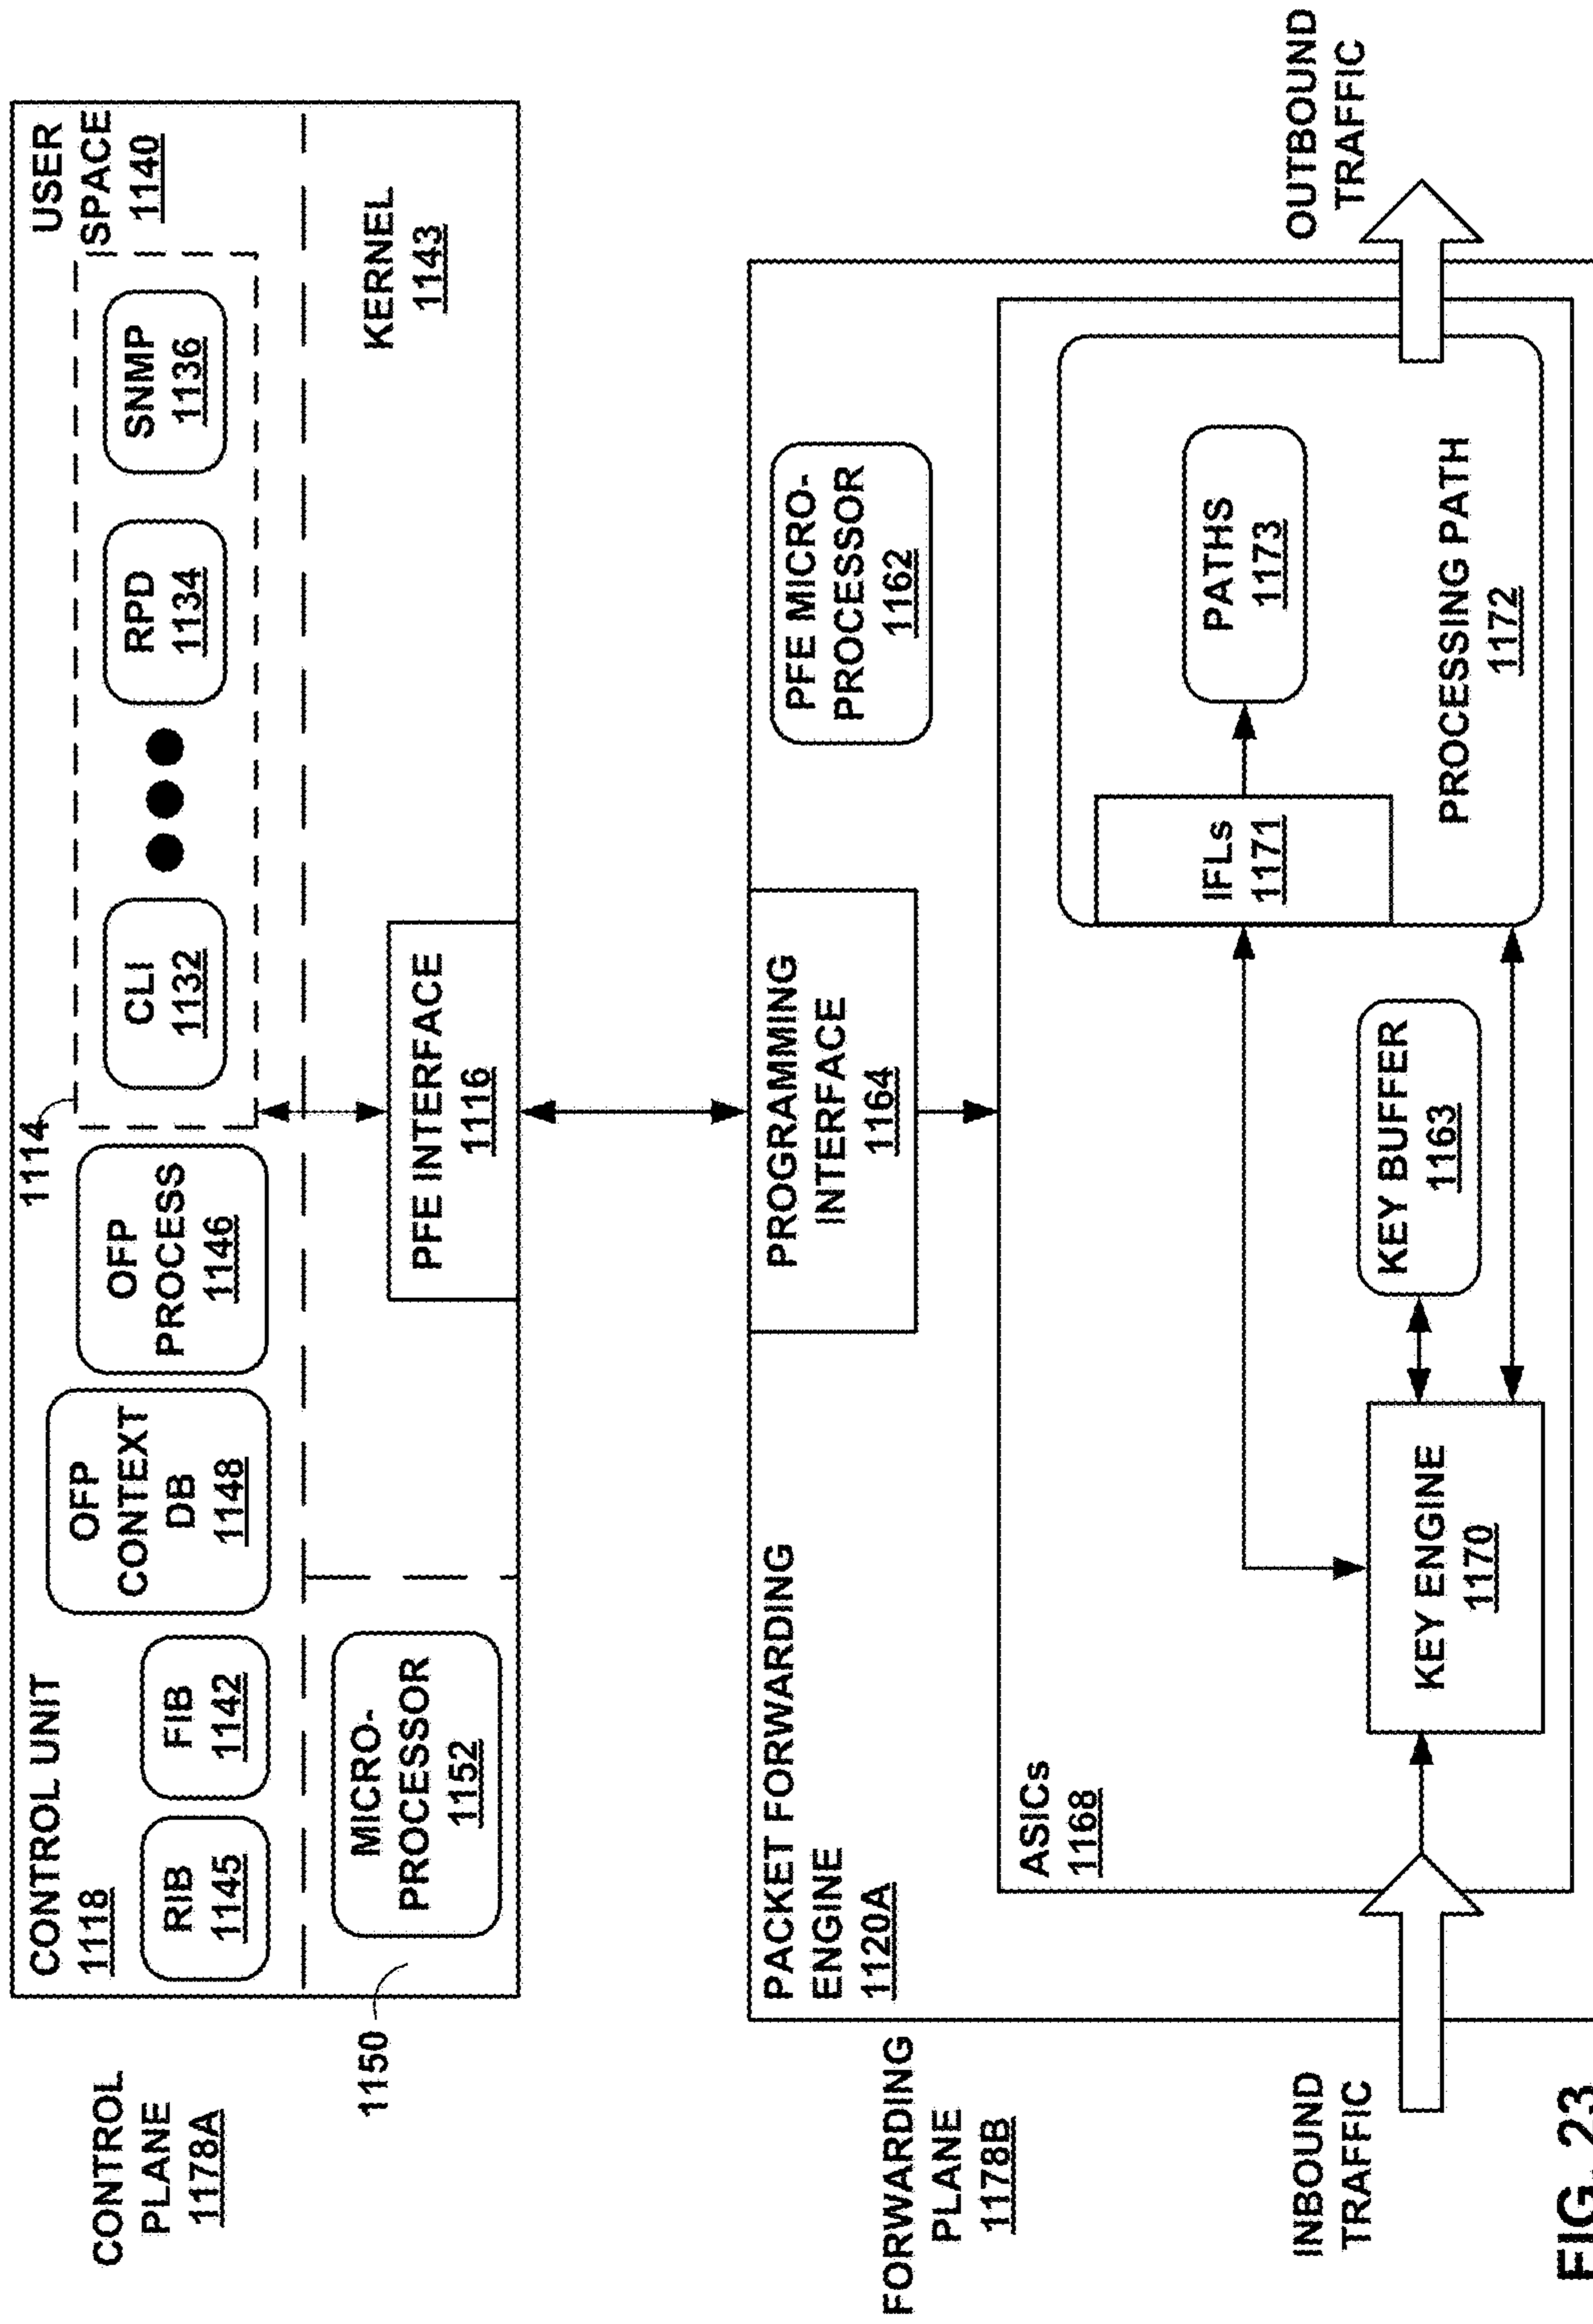 CONTROL
PLANE
1178A
CONTROL UNIT
1118
RIB
1145
FIB
1142
OFP
CONTEXT
DB
1148
OFP
PROCESS
1146
1114
CLI
1132
RPD
1134
SNMP
1136
USER
SPACE
1140
1150
MICRO-
PROCESSOR
1152
PFE INTERFACE
1116
KERNEL
1143
FORWARDING
PLANE
1178B
PACKET FORWARDING
ENGINE
1120A
PROGRAMMING
INTERFACE
1164
PFE MICRO-
PROCESSOR
1162
ASICs
1168
KEY ENGINE
1170
KEY BUFFER
1163
IFLs
1171
PATHS
1173
PROCESSING PATH
1172
INBOUND
TRAFFIC
OUTBOUND
TRAFFIC
FIG. 23